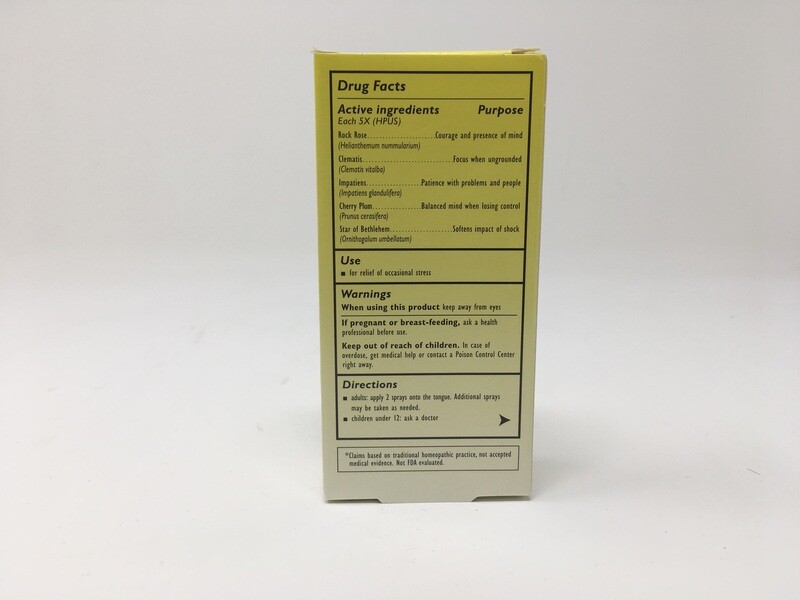 Drug Facts
Active ingredients Purpose
Each 5X (HPUS)
Rock Rose........................Courage and presence of mind
(Helianthemum nummularium)
Clematis................................Focus when ungrounded
(Clematis vitalba)
Impatiens...................Patience with problems and people
(Impatiens glandulifera)
Cherry Plum.................Balanced mind when losing control
(Prunus cerasifera)
Star of Bethlehem......................Softens impact of shock
(Ornithogalum umbellatum)
Use
▪ for relief of occasional stress
Warnings
When using this product keep away from eyes
If pregnant or breast-feeding, ask a health
professional before use.
Keep out of reach of children. In case of
overdose, get medical help or contact a Poison Control Center
right away.
Directions
▪ adults: apply 2 sprays onto the tongue. Additional sprays
may be taken as needed.
▪ children under 12: ask a doctor
*Claims based on traditional homeopathic practice, not accepted
medical evidence. Not FDA evaluated.